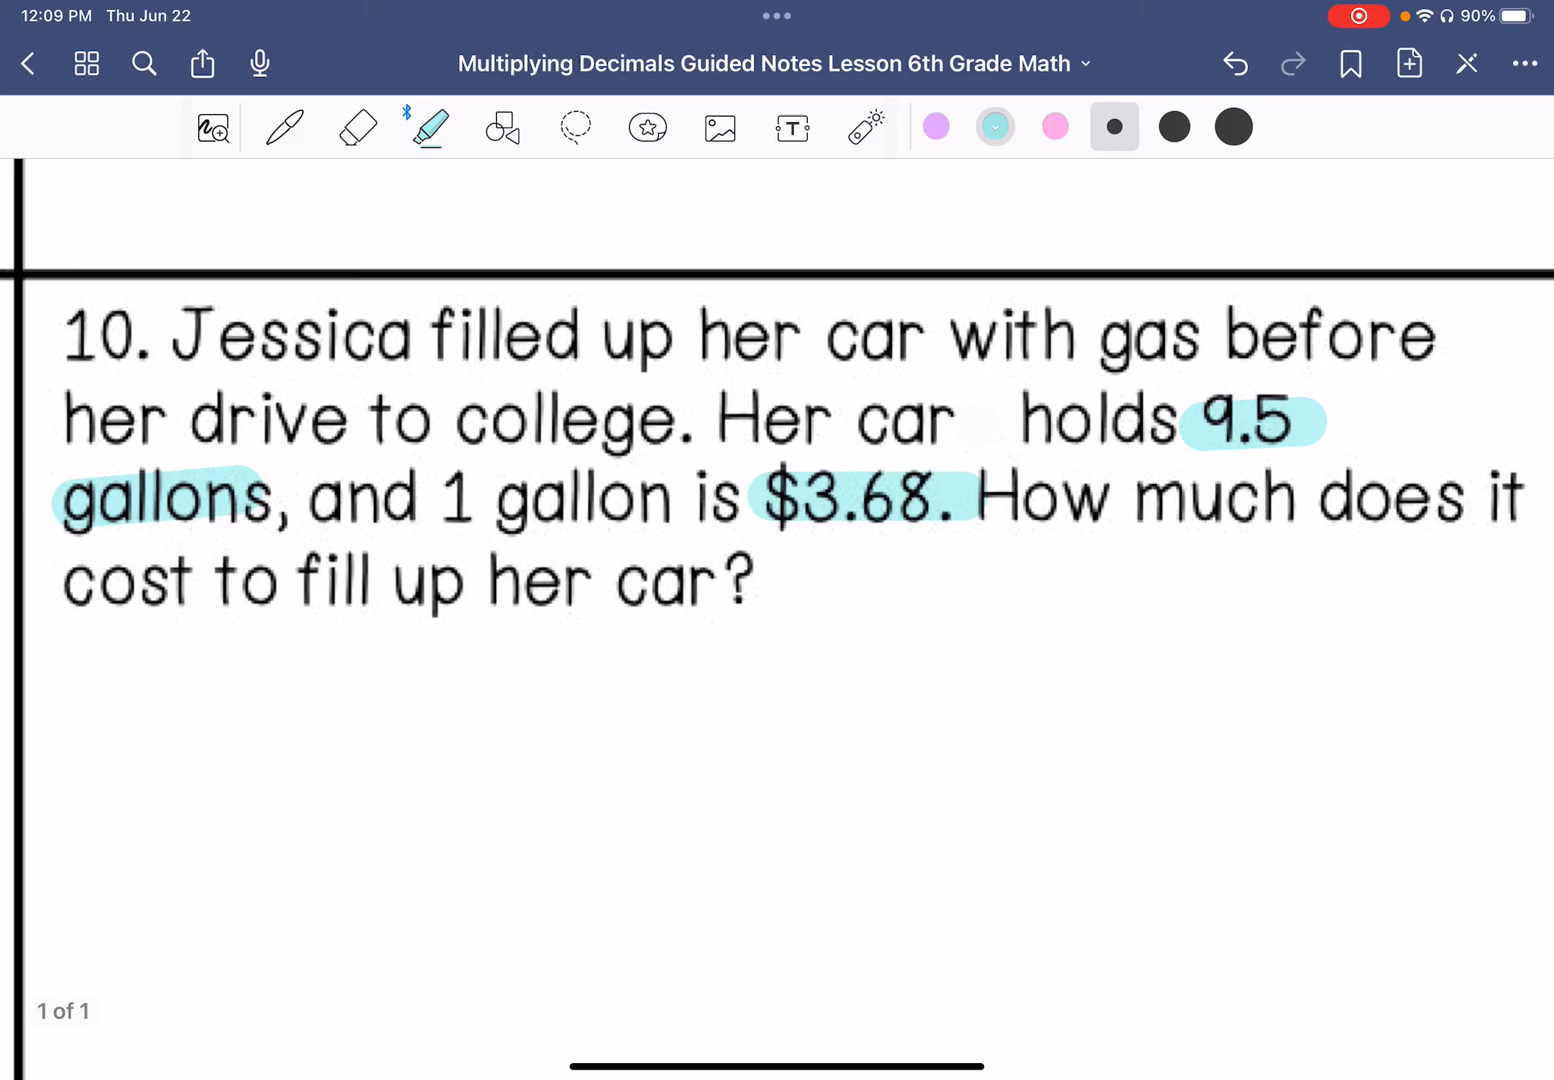 12:09 PM Thu Jun 22
90%
Multiplying Decimals Guided Notes Lesson 6th Grade Math
T
10. Jessica filled up her car with gas before
her drive to college. Her car holds 9.5
gallons, and 1 gallon is $3.68. How much does it
cost to fill up her car?
1 of 1